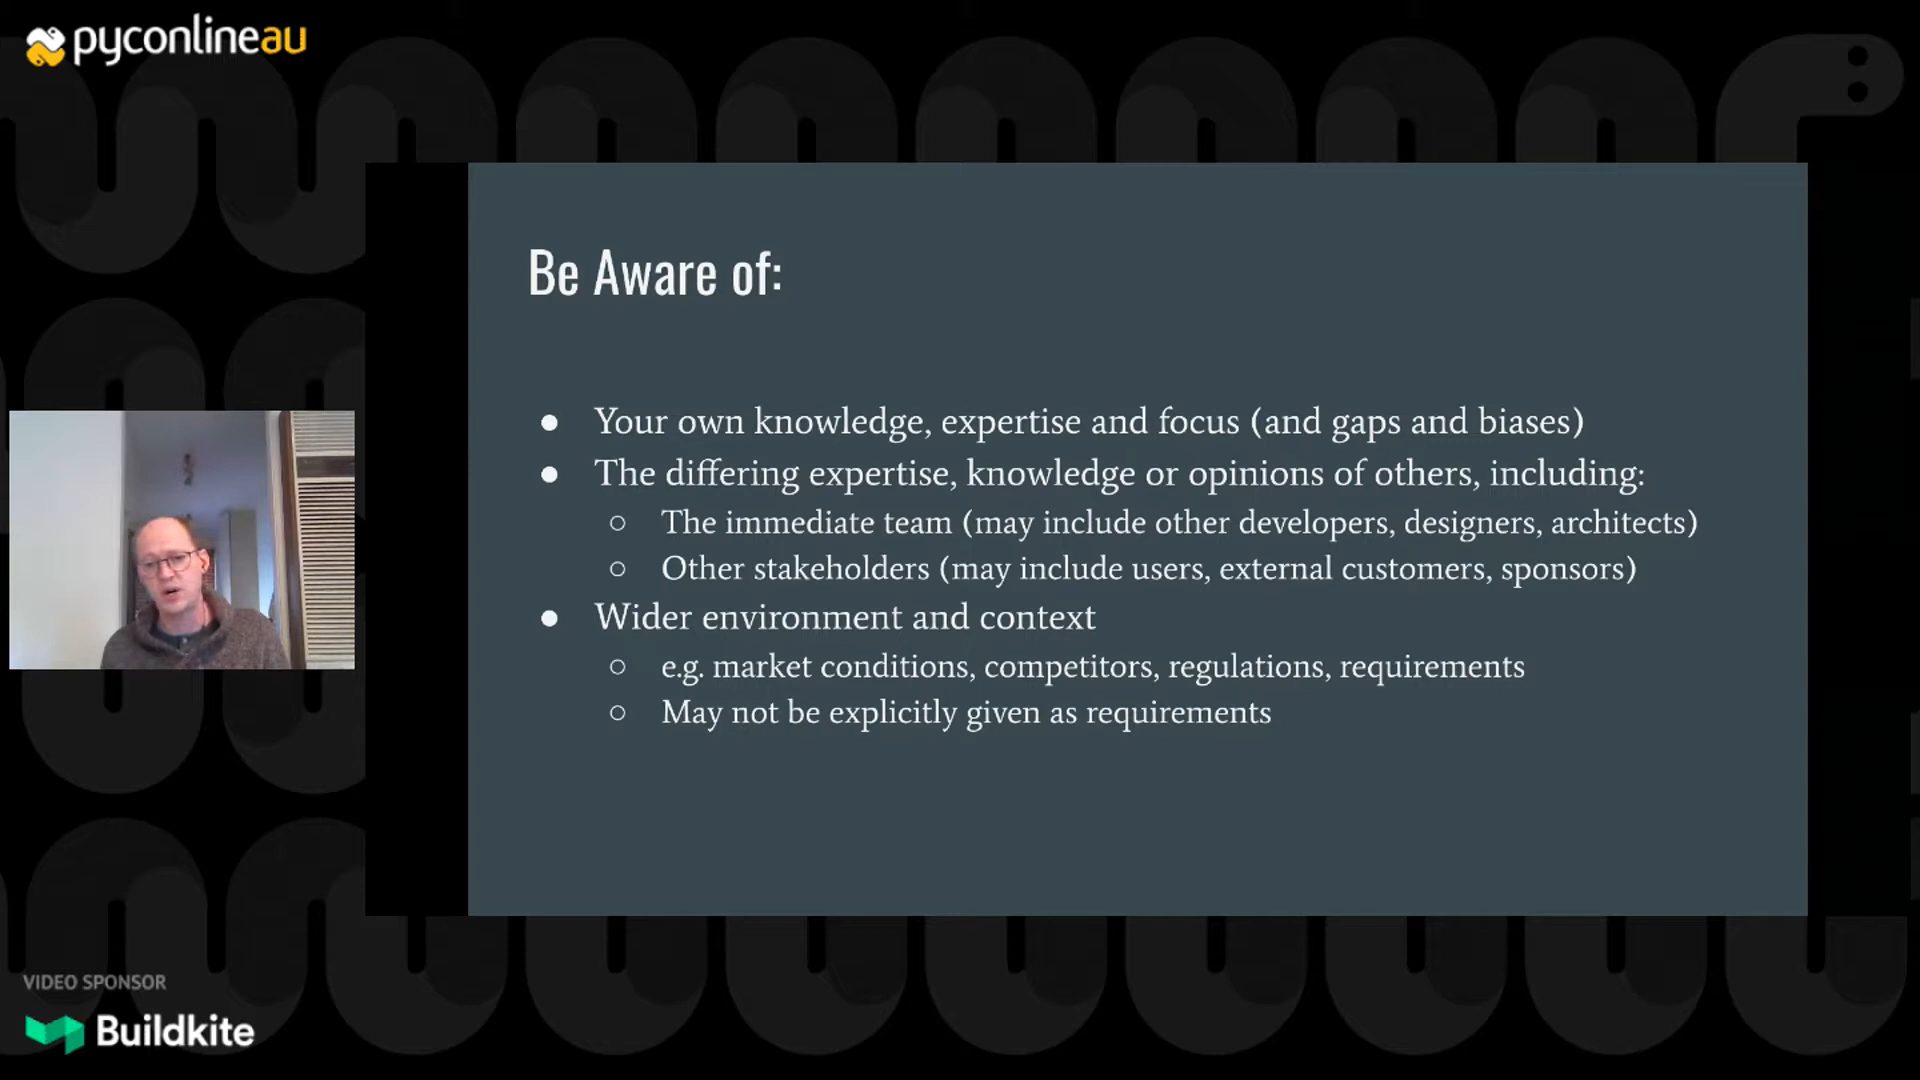 pyconlineau
Be Aware of:
● Your own knowledge, expertise and focus (and gaps and biases)
● The differing expertise, knowledge or opinions of others, including:
○ The immediate team (may include other developers, designers, architects)
○ Other stakeholders (may include users, external customers, sponsors)
● Wider environment and context
○ e.g. market conditions, competitors, regulations, requirements
○ May not be explicitly given as requirements
VIDEO SPONSOR
Buildkite